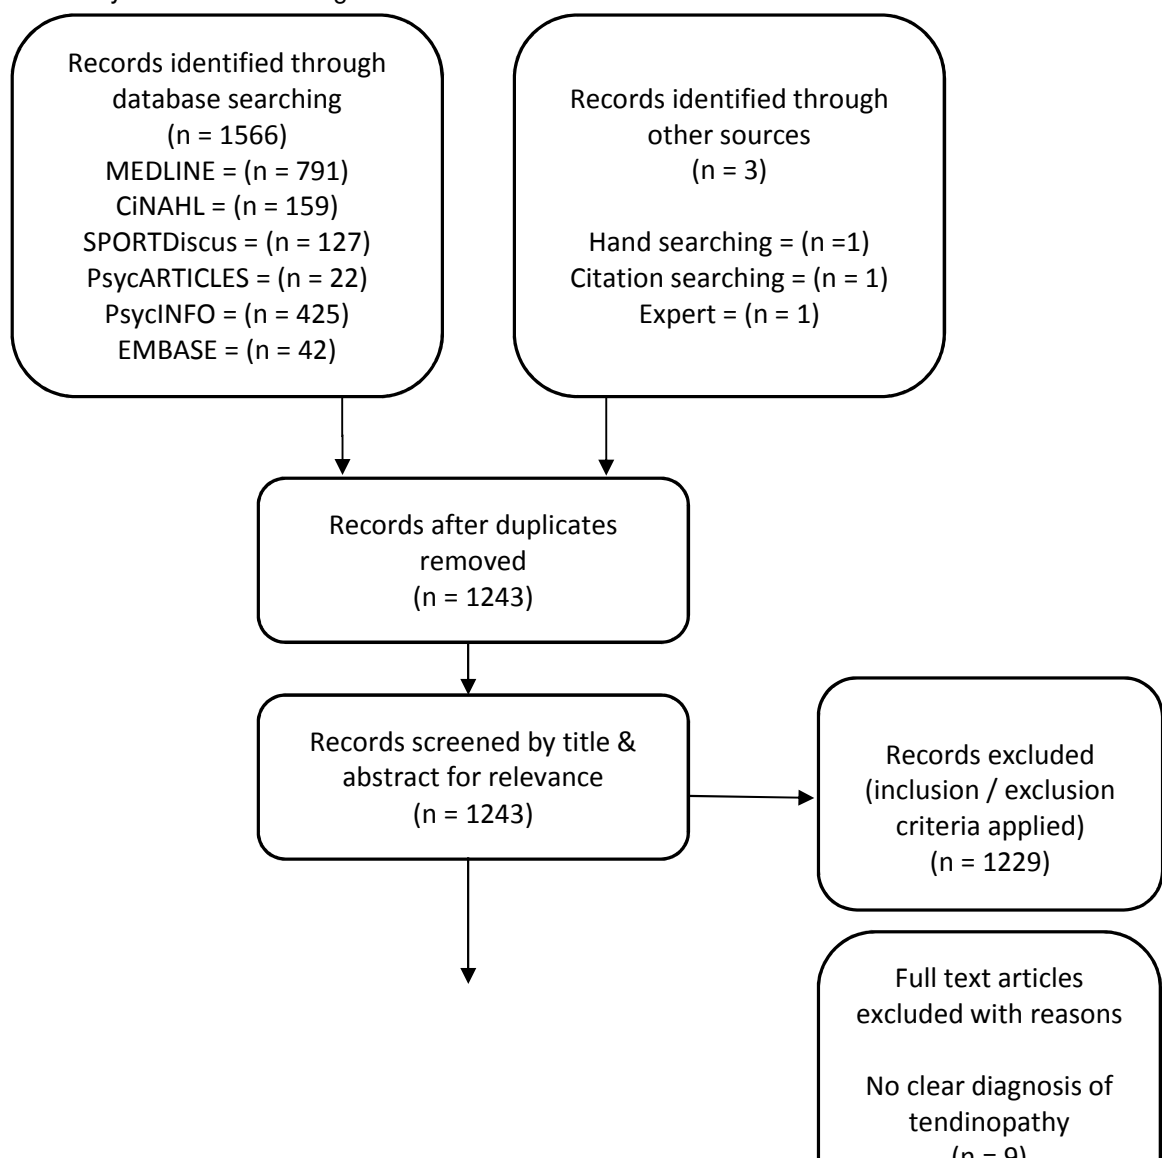 Records identified through
database searching
(n = 1566)
MEDLINE = (n = 791)
CiNAHL = (n = 159)
SPORTDiscus = (n = 127)
PsycARTICLES = (n = 22)
PsycINFO = (n = 425)
EMBASE = (n = 42)
Records identified through
other sources
(n = 3)
Hand searching = (n =1)
Citation searching = (n = 1)
Expert = (n = 1)
Records after duplicates
removed
(n = 1243)
Records screened by title &
abstract for relevance
(n = 1243)
Records excluded
(inclusion / exclusion
criteria applied)
(n = 1229)
Full text articles
excluded with reasons
No clear diagnosis of
tendinopathy
(n = 9)